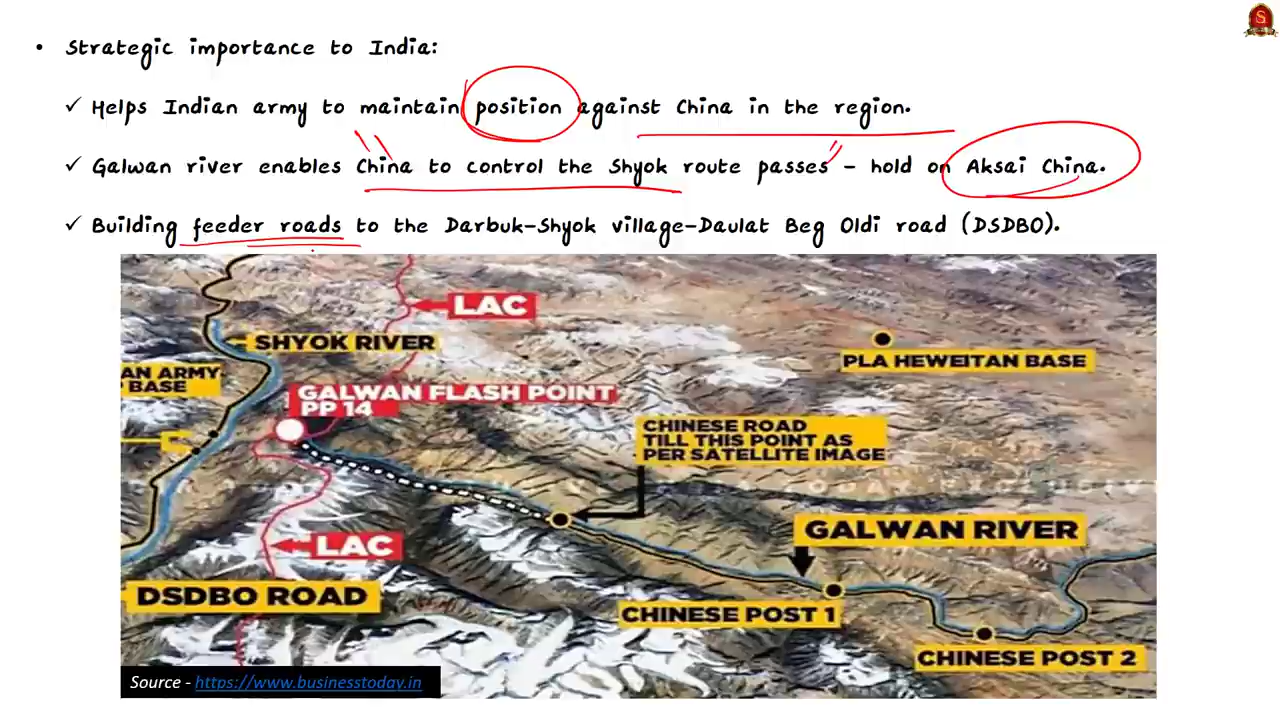 • Strategic importance to India:
✓ Helps Indian army to maintain position against China in the region.
✓ Galwan river enables China to control the Shyok route passes – hold on Aksai China.
✓ Building feeder roads to the Darbuk-Shyok village-Daulat Beg Oldi road (DSDBO).
LAC
SHYOK RIVER
PLA HEWEITAN BASE
AN ARMY
BASE
GALWAN FLASH POINT
PP 14
CHINESE ROAD
TILL THIS POINT AS
PER SATELLITE IMAGE
GALWAN RIVER
LAC
DSDBO ROAD
CHINESE POST 1
CHINESE POST 2
Source - https://www.businesstoday.in